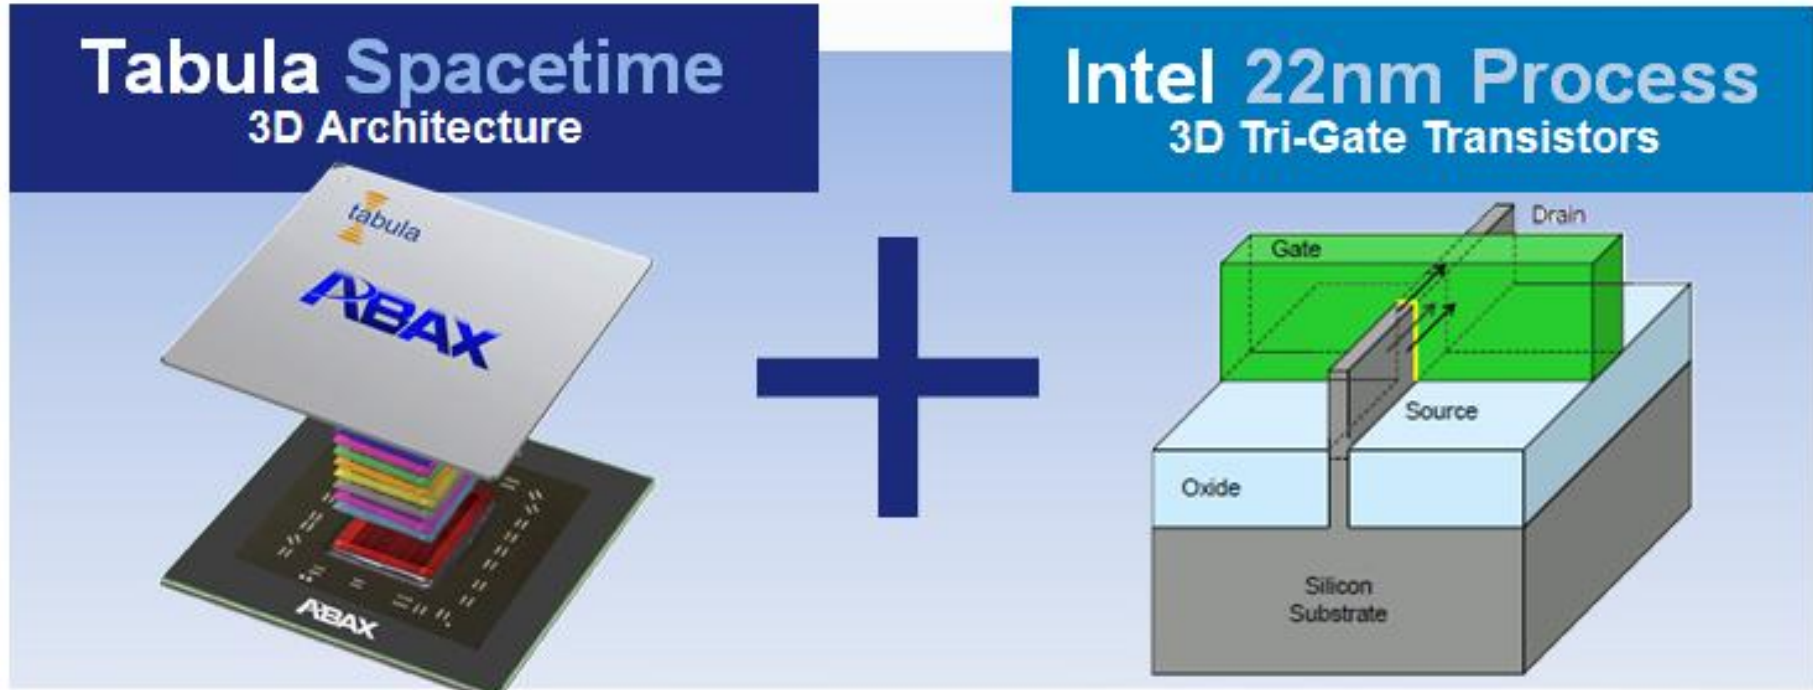 Tabula Spacetime
3D Architecture
tabula
ABAX
ABAX
Intel 22nm Process
3D Tri-Gate Transistors
Drain
Gate
Source
Oxide
Silicon
Substrate